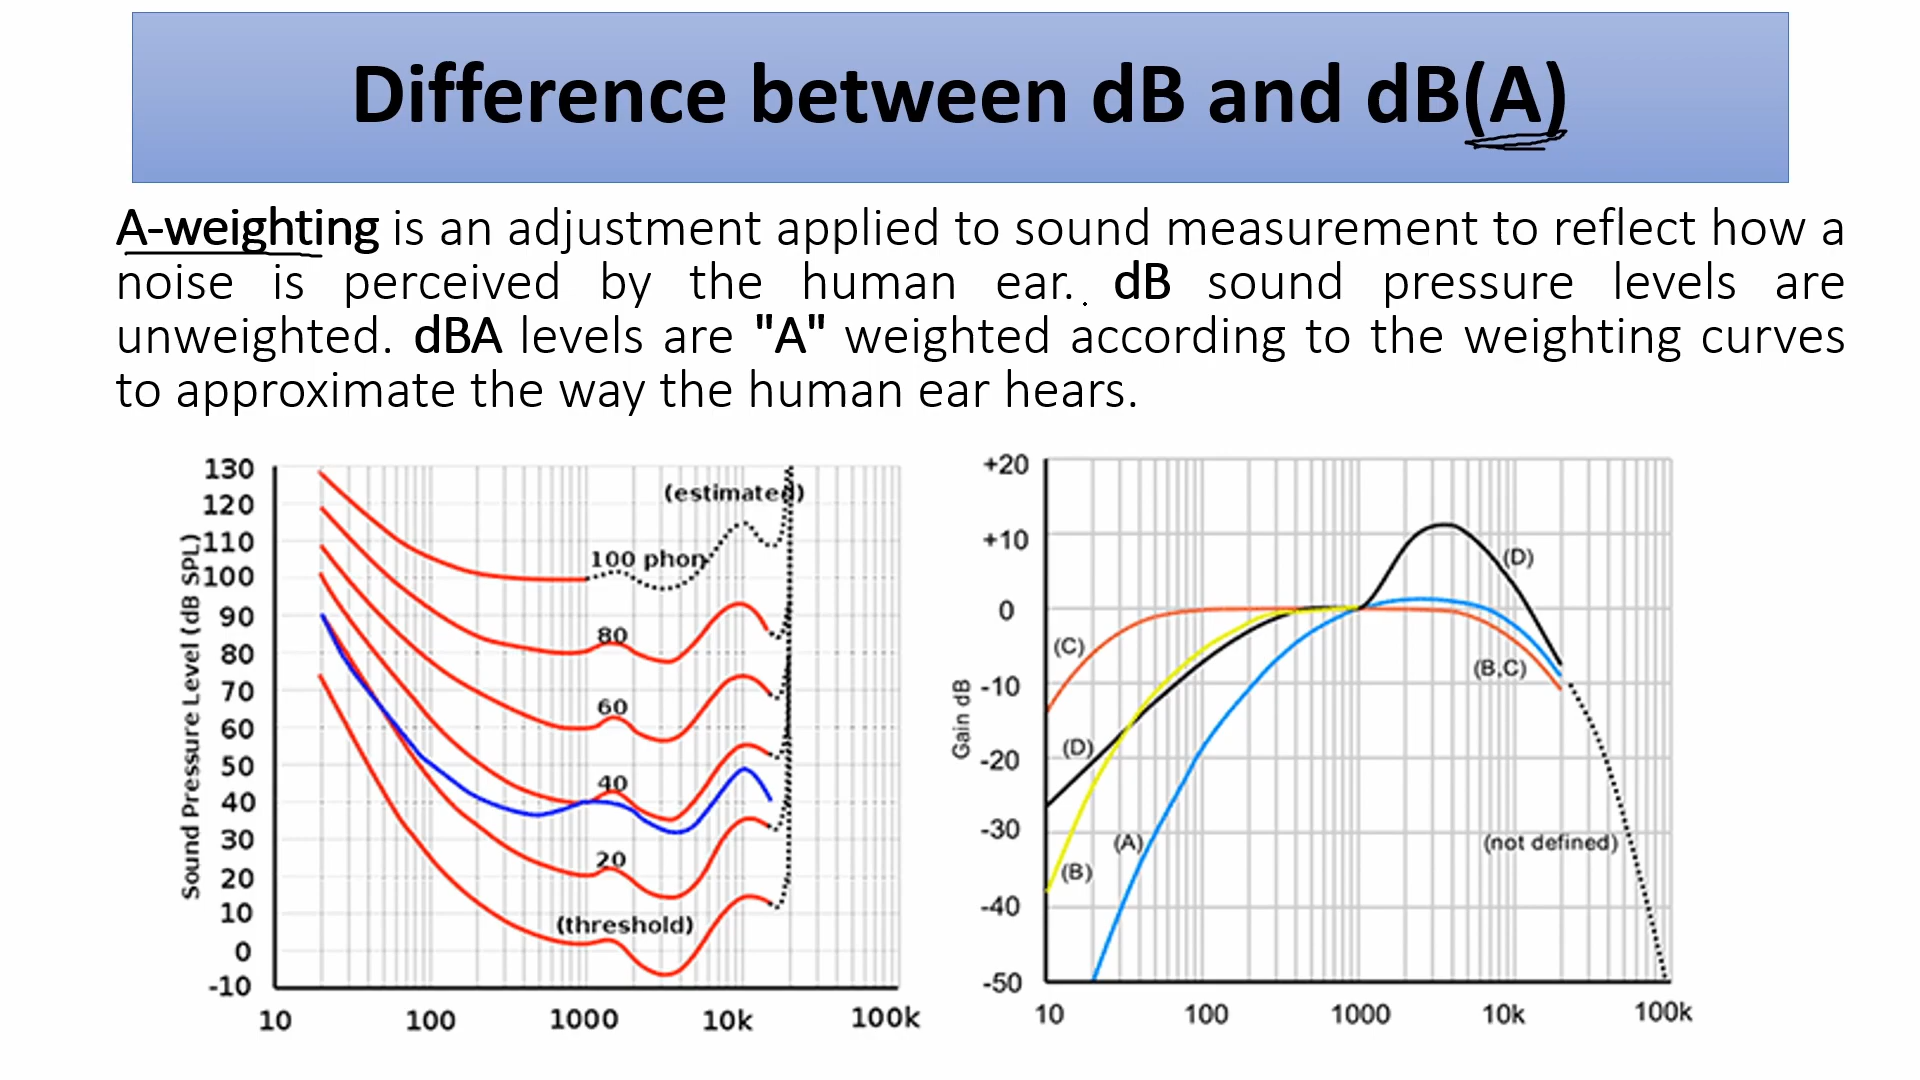 Difference between dB and dB(A)
A-weighting is an adjustment applied to sound measurement to reflect how a
noise is perceived by the human ear. dB sound pressure levels are
unweighted. dBA levels are "A" weighted according to the weighting curves
to approximate the way the human ear hears.
Sound Pressure Level (dB SPL)
130
120
110
100
90
80
70
60
50
40
30
20
10
0
-10
(estimated)
100 phon
80
60
40
20
(threshold)
10
100
1000
10k
100k
Gain dB
+20
+10
0
-10
-20
-30
-40
-50
(D)
(C)
(B,C)
(D)
(A)
(not defined)
(B)
10
100
1000
10k
100k